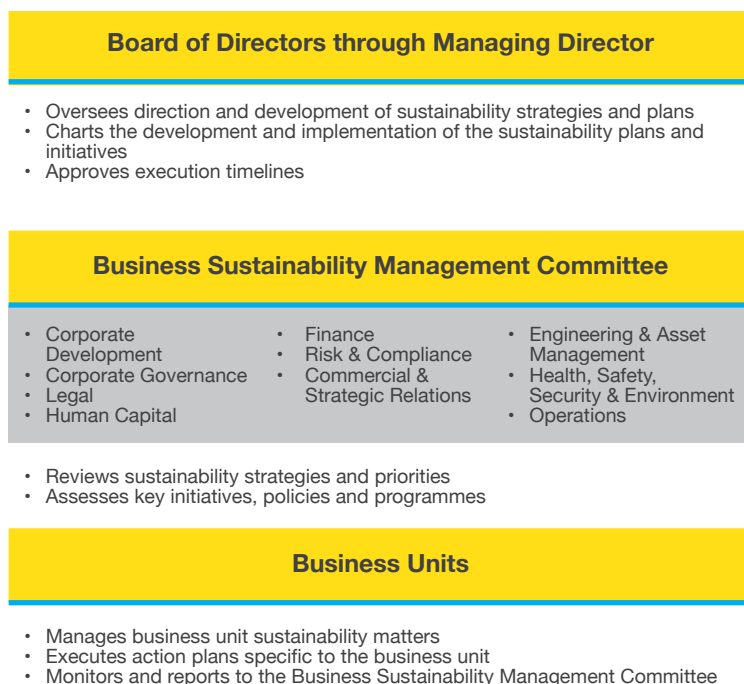 Board of Directors through Managing Director
• Oversees direction and development of sustainability strategies and plans
• Charts the development and implementation of the sustainability plans and
initiatives
• Approves execution timelines
Business Sustainability Management Committee
• Corporate
Development
• Corporate Governance
• Legal
• Human Capital
• Finance
• Risk & Compliance
• Commercial &
Strategic Relations
• Engineering & Asset
Management
• Health, Safety,
Security & Environment
• Operations
• Reviews sustainability strategies and priorities
• Assesses key initiatives, policies and programmes
Business Units
• Manages business unit sustainability matters
• Executes action plans specific to the business unit
• Monitors and reports to the Business Sustainability Management Committee